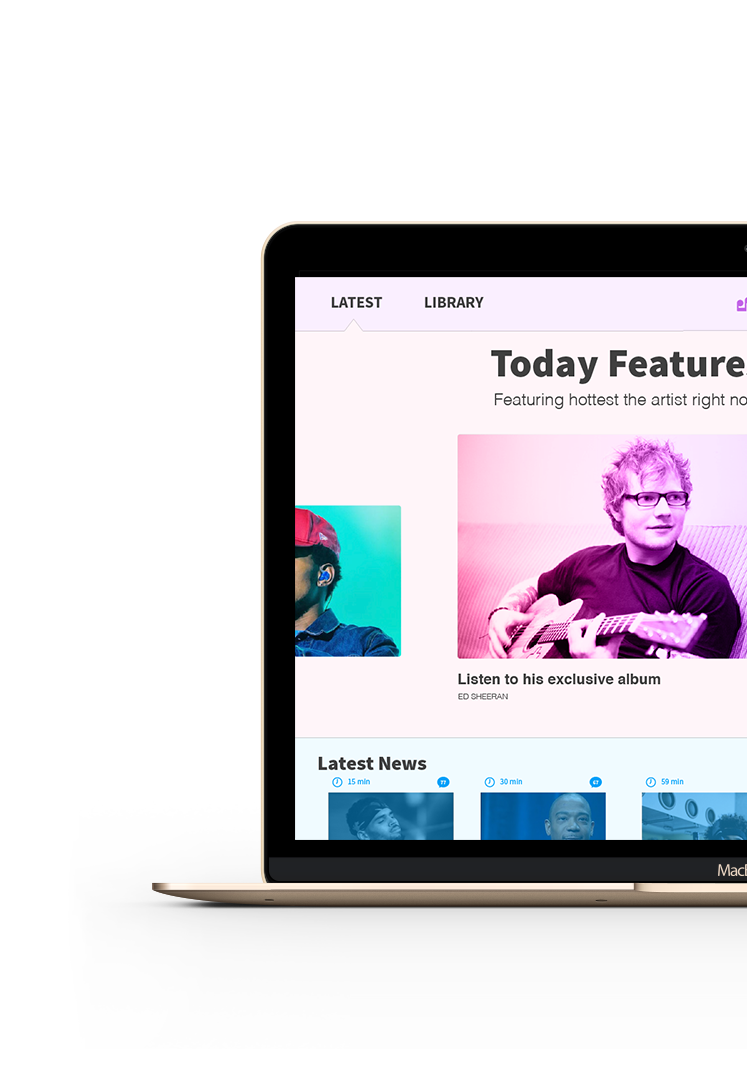 LATEST LIBRARY
Today Feature
Featuring hottest the artist right no
Listen to his exclusive album
ED SHEERAN
Latest News
15 min 77 30 min 67 59 min
Mac